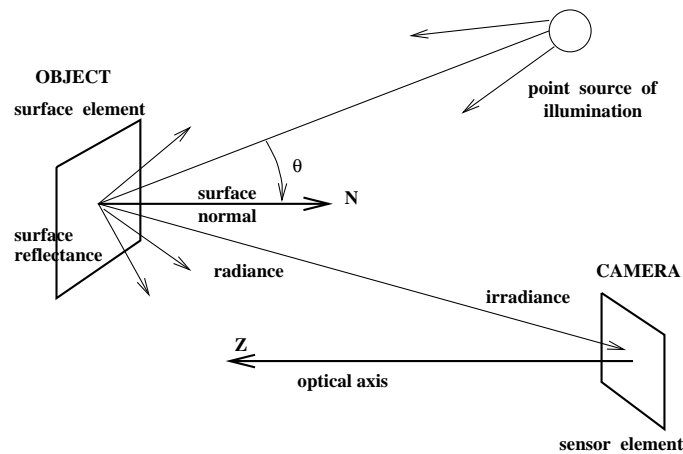 OBJECT
surface element
point source of
illumination
θ
surface
normal
N
surface
reflectance
radiance
CAMERA
irradiance
Z
optical axis
sensor element